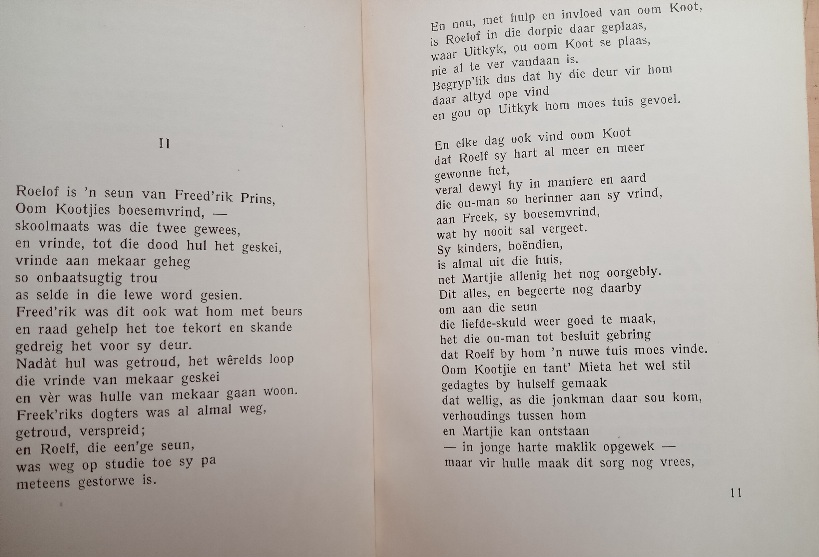 II
Roelof is 'n seun van Freed'rik Prins,
Oom Kootjies boesemvrind, —
skoolmaats was die twee gewees,
en vrinde, tot die dood hul het geskei,
vrinde aan mekaar geheg
so onbaatsugtig trou
as selde in die lewe word gesien.
Freed'rik was dit ook wat hom met beurs
en raad gehelp het toe tekort en skande
gedreig het voor sy deur.
Nadàt hul was getroud, het wêrelds loop
die vrinde van mekaar geskei
en vèr was hulle van mekaar gaan woon.
Freek'riks dogters was al almal weg,
getroud, verspreid;
en Roelf, die een'ge seun,
was weg op studie toe sy pa
meteens gestorwe is.
En nou, met hulp en invloed van oom Koot,
is Roelof in die dorpie daar geplaas,
waar Uitkyk, ou oom Koot se plaas,
nie al te ver vandaan is.
Begryp'lik dus dat hy die deur vir hom
daar altyd ope vind
en gou op Uitkyk hom moes tuis gevoel.
En elke dag ook vind oom Koot
dat Roelf sy hart al meer en meer
gewonne het,
veral dewyl hy in maniere en aard
die ou-man so herinner aan sy vrind,
aan Freek, sy boesemvrind,
wat hy nooit sal vergeet.
Sy kinders, boëndien,
is almal uit die huis,
net Martjie allenig het nog oorgebly.
Dit alles, en begeerte nog daarby
om aan die seun
die liefde-skuld weer goed te maak,
het die ou-man tot besluit gebring
dat Roelf by hom 'n nuwe tuis moes vinde.
Oom Kootjie en tant' Mieta het wel stil
gedagtes by hulself gemaak
dat wellig, as die jonkman daar sou kom,
verhoudings tussen hom
en Martjie kan ontstaan
— in jonge harte maklik opgewek —
maar vir hulle maak dit sorg nog vrees,
11